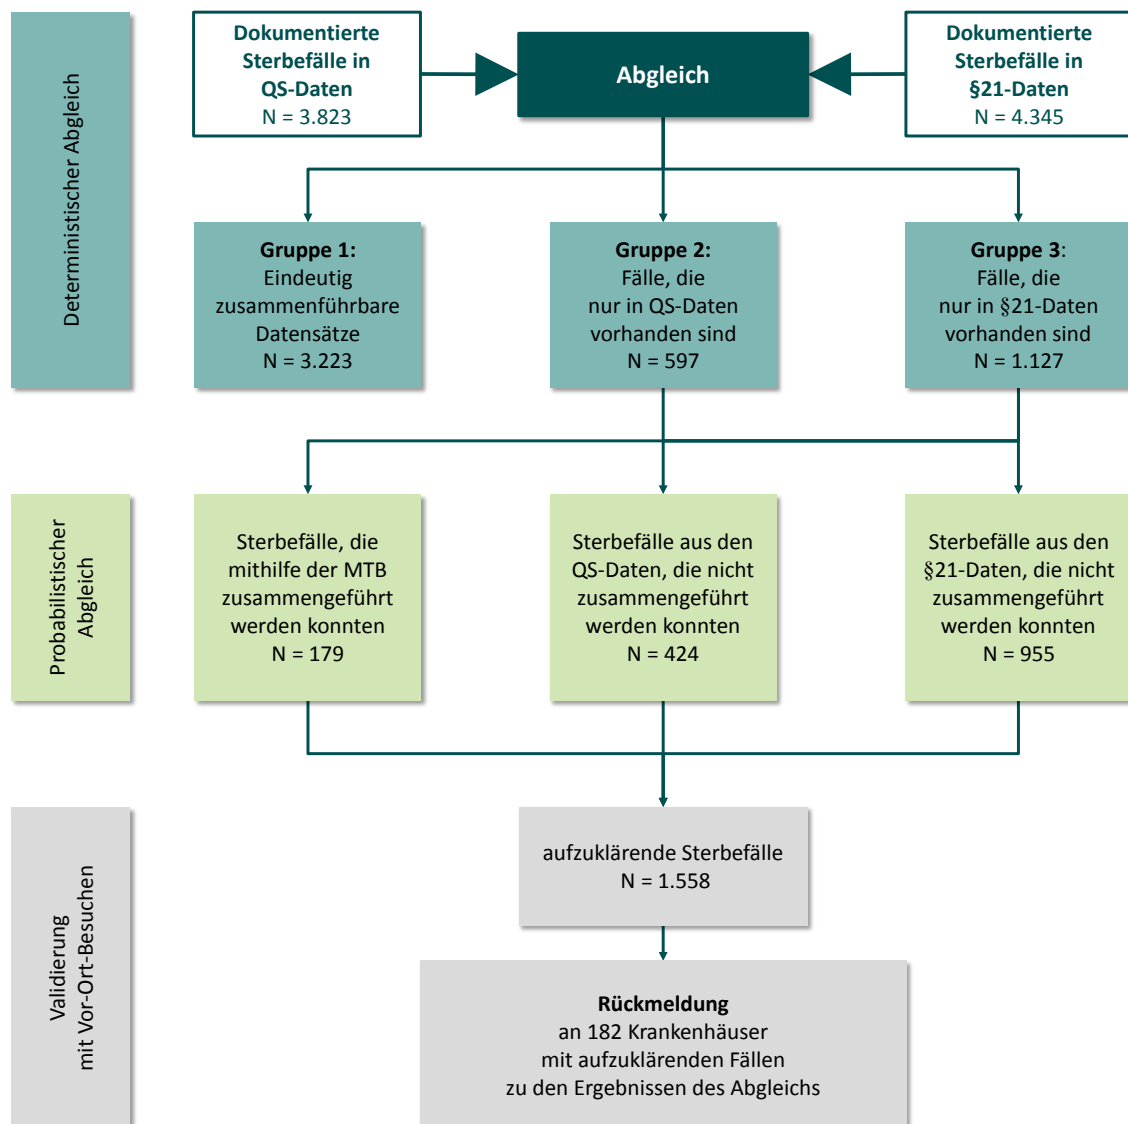 Deterministischer Abgleich
Dokumentierte
Sterbefälle in
QS-Daten
N = 3.823
Abgleich
Dokumentierte
Sterbefälle in
§21-Daten
N = 4.345
Gruppe 1:
Eindeutig
zusammenführbare
Datensätze
N = 3.223
Gruppe 2:
Fälle, die
nur in QS-Daten
vorhanden sind
N = 597
Gruppe 3:
Fälle, die
nur in §21-Daten
vorhanden sind
N = 1.127
Probabilistischer
Abgleich
Sterbefälle, die
mithilfe der MTB
zusammengeführt
werden konnten
N = 179
Sterbefälle aus den
QS-Daten, die nicht
zusammengeführt
werden konnten
N = 424
Sterbefälle aus den
§21-Daten, die nicht
zusammengeführt
werden konnten
N = 955
Validierung
mit Vor-Ort-Besuchen
aufzuklärende Sterbefälle
N = 1.558
Rückmeldung
an 182 Krankenhäuser
mit aufzuklärenden Fällen
zu den Ergebnissen des Abgleichs